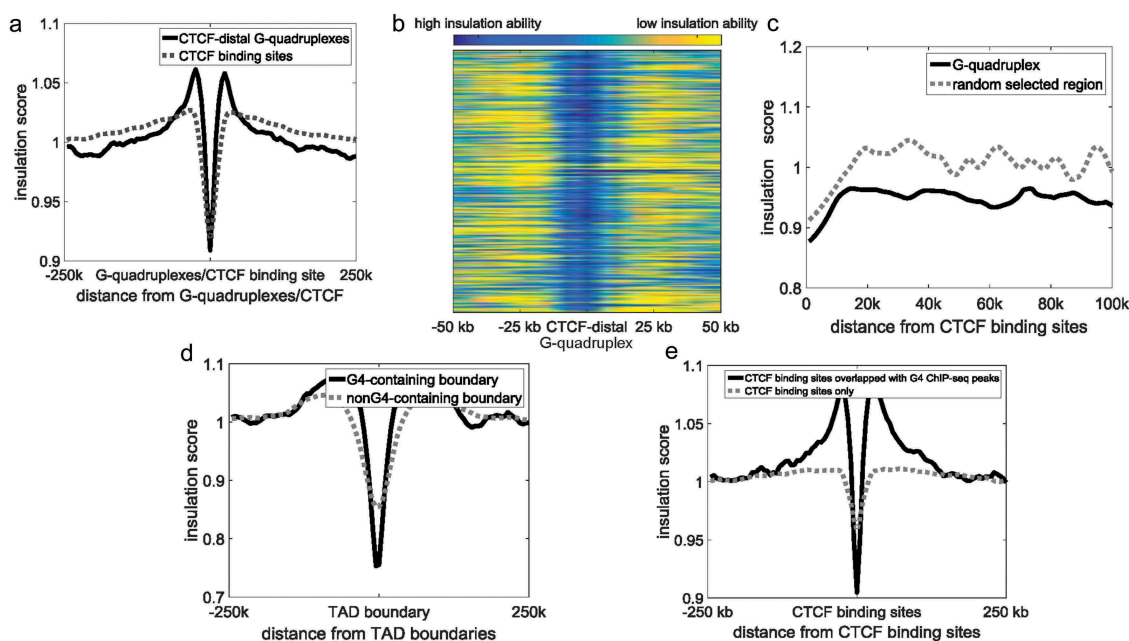 a
1.1
1.05
1
0.95
0.9
insulation score
CTCF-distal G-quadruplexes
CTCF binding sites
-250k G-quadruplexes/CTCF binding site 250k
distance from G-quadruplexes/CTCF
b
high insulation ability low insulation ability
-50 kb -25 kb CTCF-distal 25 kb 50 kb
G-quadruplex
c
1.2
1.1
1
0.9
0.8
insulation score
G-quadruplex
random selected region
0 20k 40k 60k 80k 100k
distance from CTCF binding sites
d
1.1
1
0.9
0.8
0.7
insulation score
G4-containing boundary
nonG4-containing boundary
-250k TAD boundary 250k
distance from TAD boundaries
e
1.1
1.05
1
0.95
0.9
insulation score
CTCF binding sites overlapped with G4 ChIP-seq peaks
CTCF binding sites only
-250 kb CTCF binding sites 250 kb
distance from CTCF binding sites